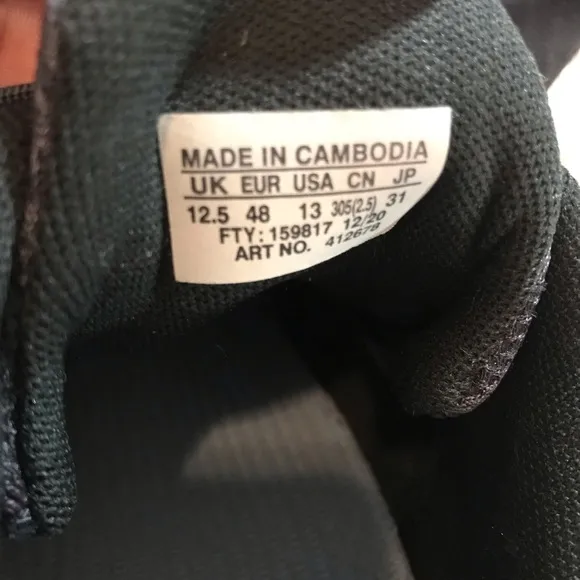 MADE IN CAMBODIA
UK EUR USA CN JP
12.5 48 13 305(2.5) 31
FTY: 159817 12/20
ART NO. 412679